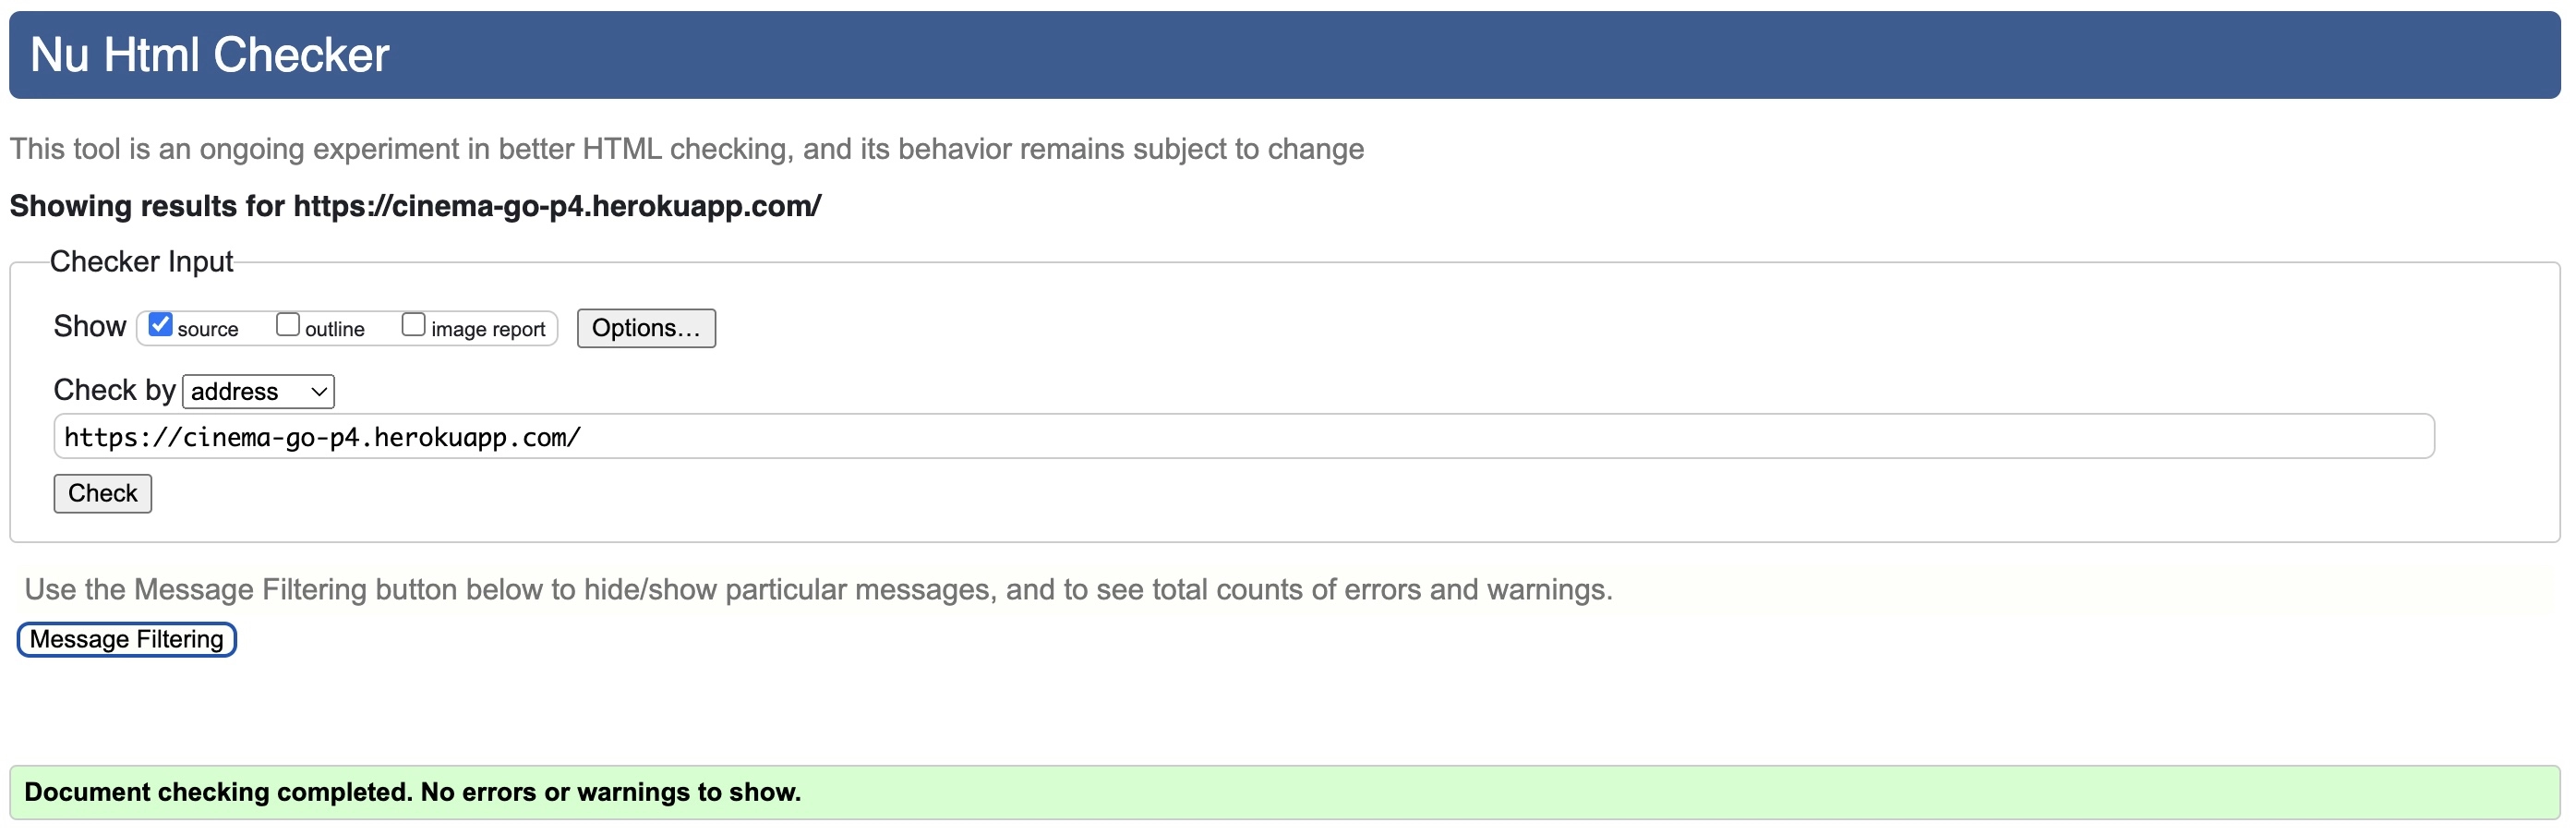 Nu Html Checker
This tool is an ongoing experiment in better HTML checking, and its behavior remains subject to change
Showing results for https://cinema-go-p4.herokuapp.com/
Checker Input
Show source outline image report Options…
Check by address
https://cinema-go-p4.herokuapp.com/
Check
Use the Message Filtering button below to hide/show particular messages, and to see total counts of errors and warnings.
Message Filtering
Document checking completed. No errors or warnings to show.